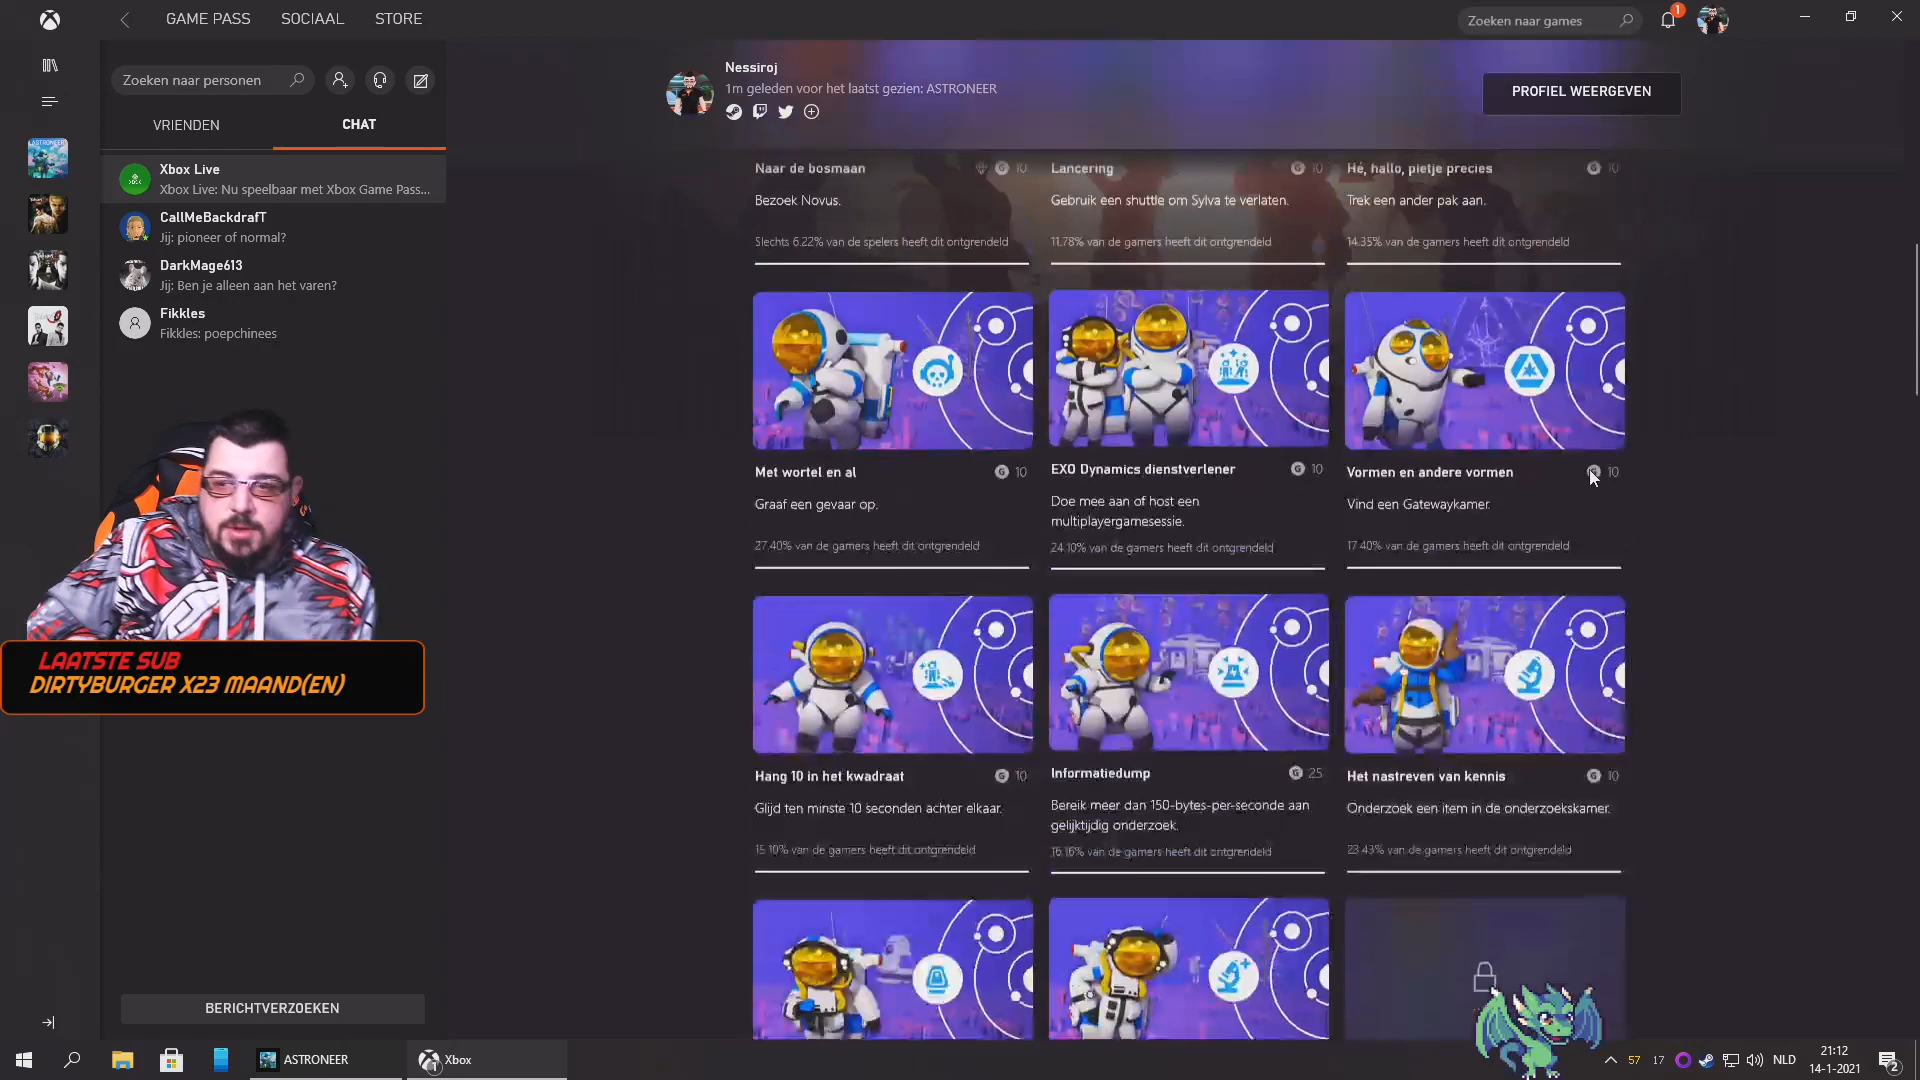 GAME PASS SOCIAAL STORE
Zoeken naar games
1
Zoeken naar personen
VRIENDEN CHAT
Xbox Live
Xbox Live: Nu speelbaar met Xbox Game Pass...
CallMeBackdrafT
Jij: pioneer of normal?
DarkMage613
Jij: Ben je alleen aan het varen?
Fikkles
Fikkles: poepchinees
LAATSTE SUB
DIRTYBURGER X23 MAAND(EN)
BERICHTVERZOEKEN
Nessiroj
1m geleden voor het laatst gezien: ASTRONEER
PROFIEL WEERGEVEN
Naar de bosmaan G 10
Bezoek Novus.
Slechts 6.22% van de spelers heeft dit ontgrendeld
Lancering G 10
Gebruik een shuttle om Sylva te verlaten.
11.78% van de gamers heeft dit ontgrendeld
Hé, hallo, pietje precies G 10
Trek een ander pak aan.
14.35% van de gamers heeft dit ontgrendeld
Met wortel en al G 10
Graaf een gevaar op.
27.40% van de gamers heeft dit ontgrendeld
EXO Dynamics dienstverlener G 10
Doe mee aan of host een
multiplayergamesessie.
24.10% van de gamers heeft dit ontgrendeld
Vormen en andere vormen 10
Vind een Gatewaykamer.
17.40% van de gamers heeft dit ontgrendeld
Hang 10 in het kwadraat G 10
Glijd ten minste 10 seconden achter elkaar.
15.10% van de gamers heeft dit ontgrendeld
Informatiedump G 25
Bereik meer dan 150-bytes-per-seconde aan
gelijktijdig onderzoek.
16.16% van de gamers heeft dit ontgrendeld
Het nastreven van kennis G 10
Onderzoek een item in de onderzoekskamer.
23.43% van de gamers heeft dit ontgrendeld
ASTRONEER
1 Xbox
57 17 NLD
21:12
14-1-2021
2